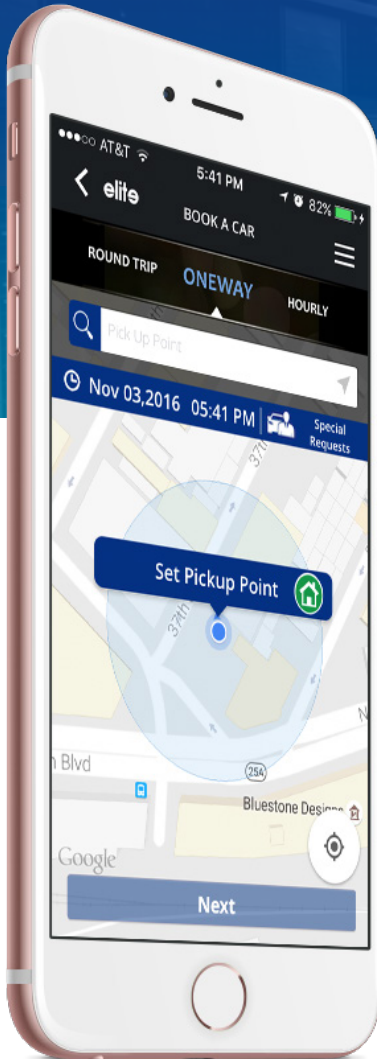 AT&T
5:41 PM
82%
elite
BOOK A CAR
ROUND TRIP
ONEWAY
HOURLY
Pick Up Point
Nov 03,2016 05:41 PM
Special
Requests
37th
Set Pickup Point
37th
N
n Blvd
25A
Bluestone Designs
Google
Next